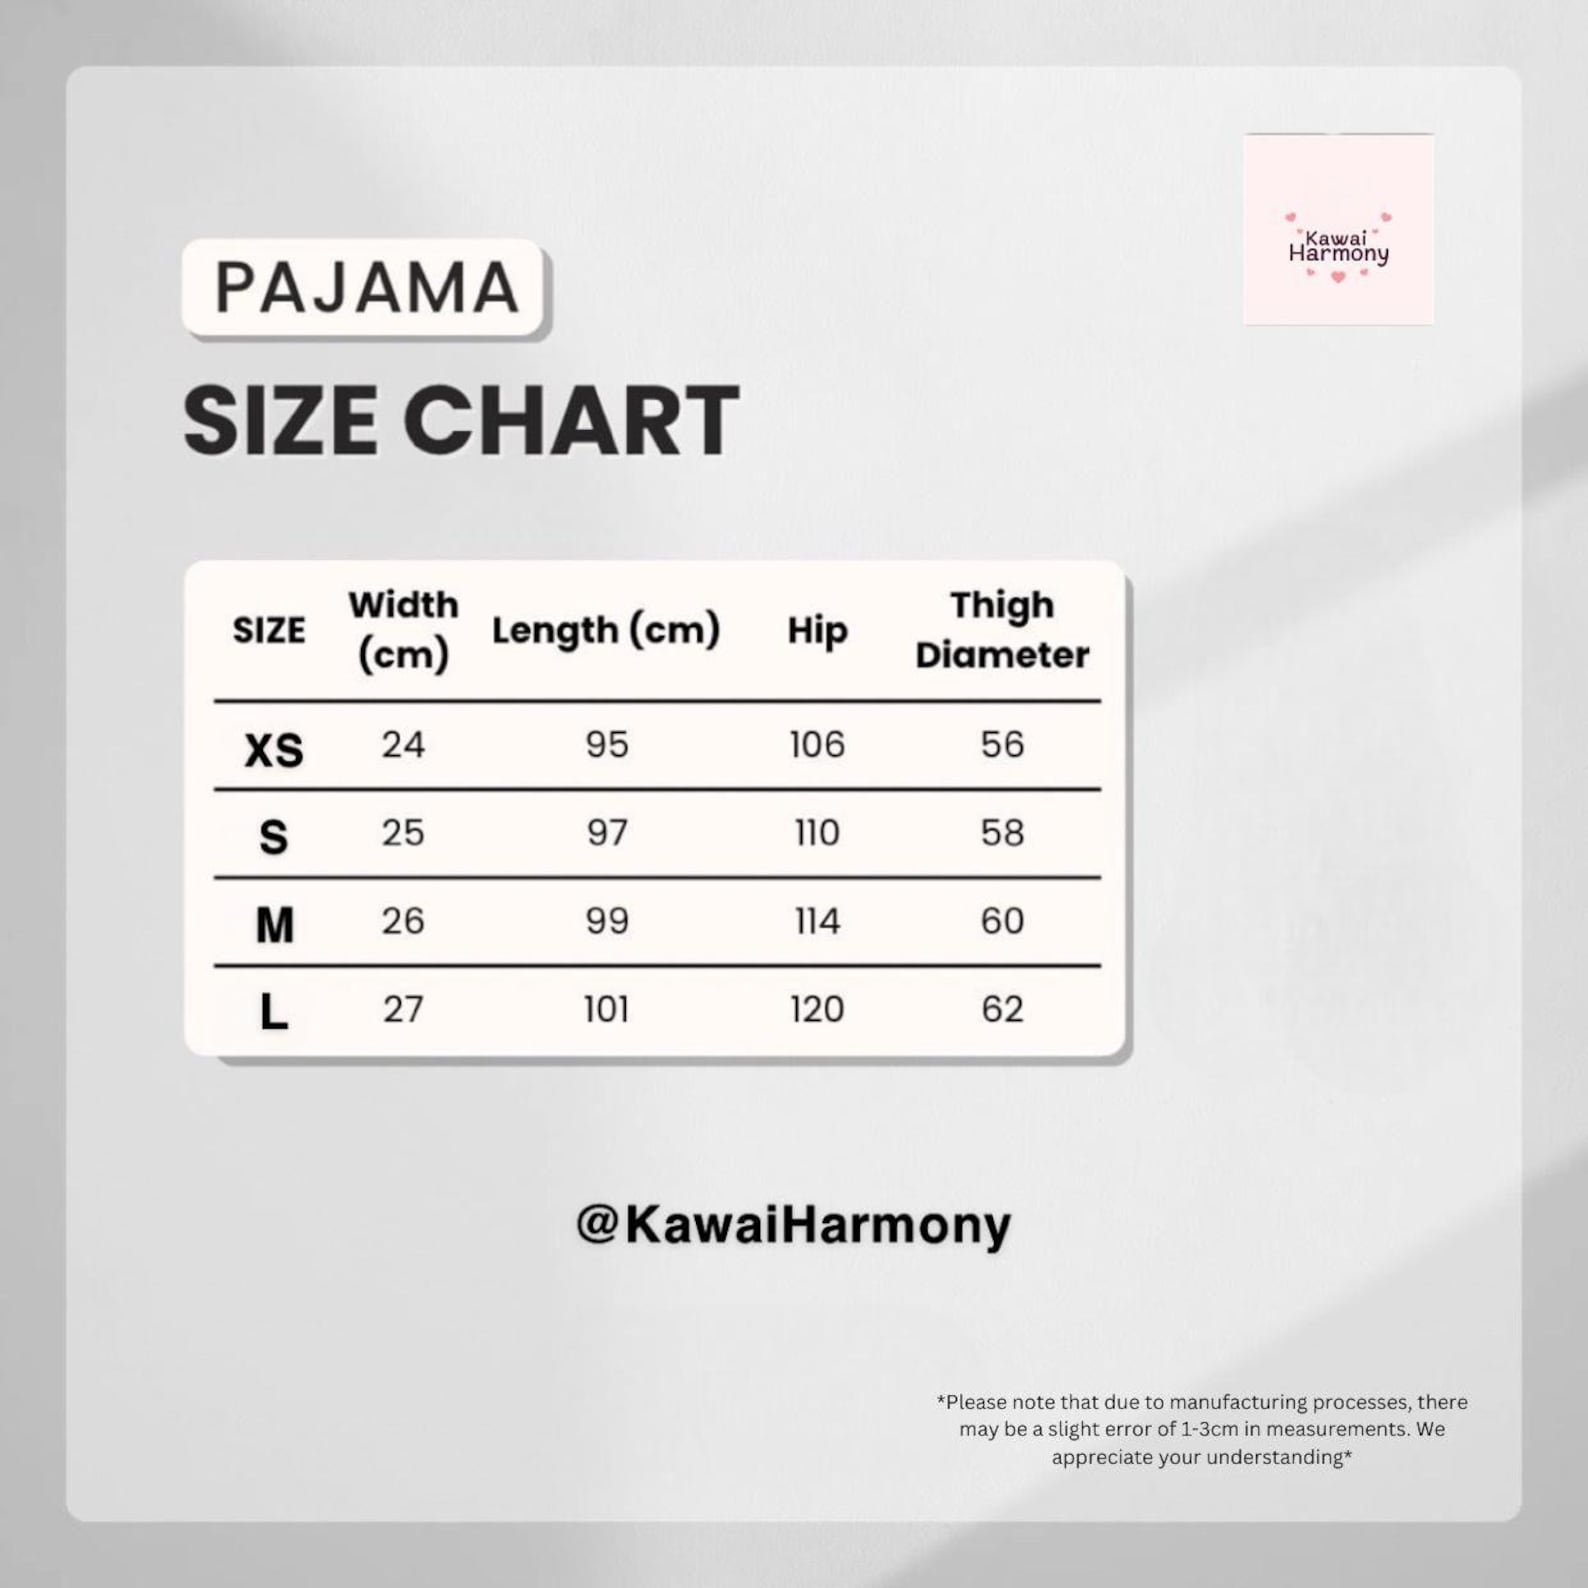 Kawai
Harmony
PAJAMA
SIZE CHART
SIZE Width (cm) Length (cm) Hip Thigh Diameter
XS 24 95 106 56
S 25 97 110 58
M 26 99 114 60
L 27 101 120 62
@KawaiHarmony
*Please note that due to manufacturing processes, there
may be a slight error of 1-3cm in measurements. We
appreciate your understanding*